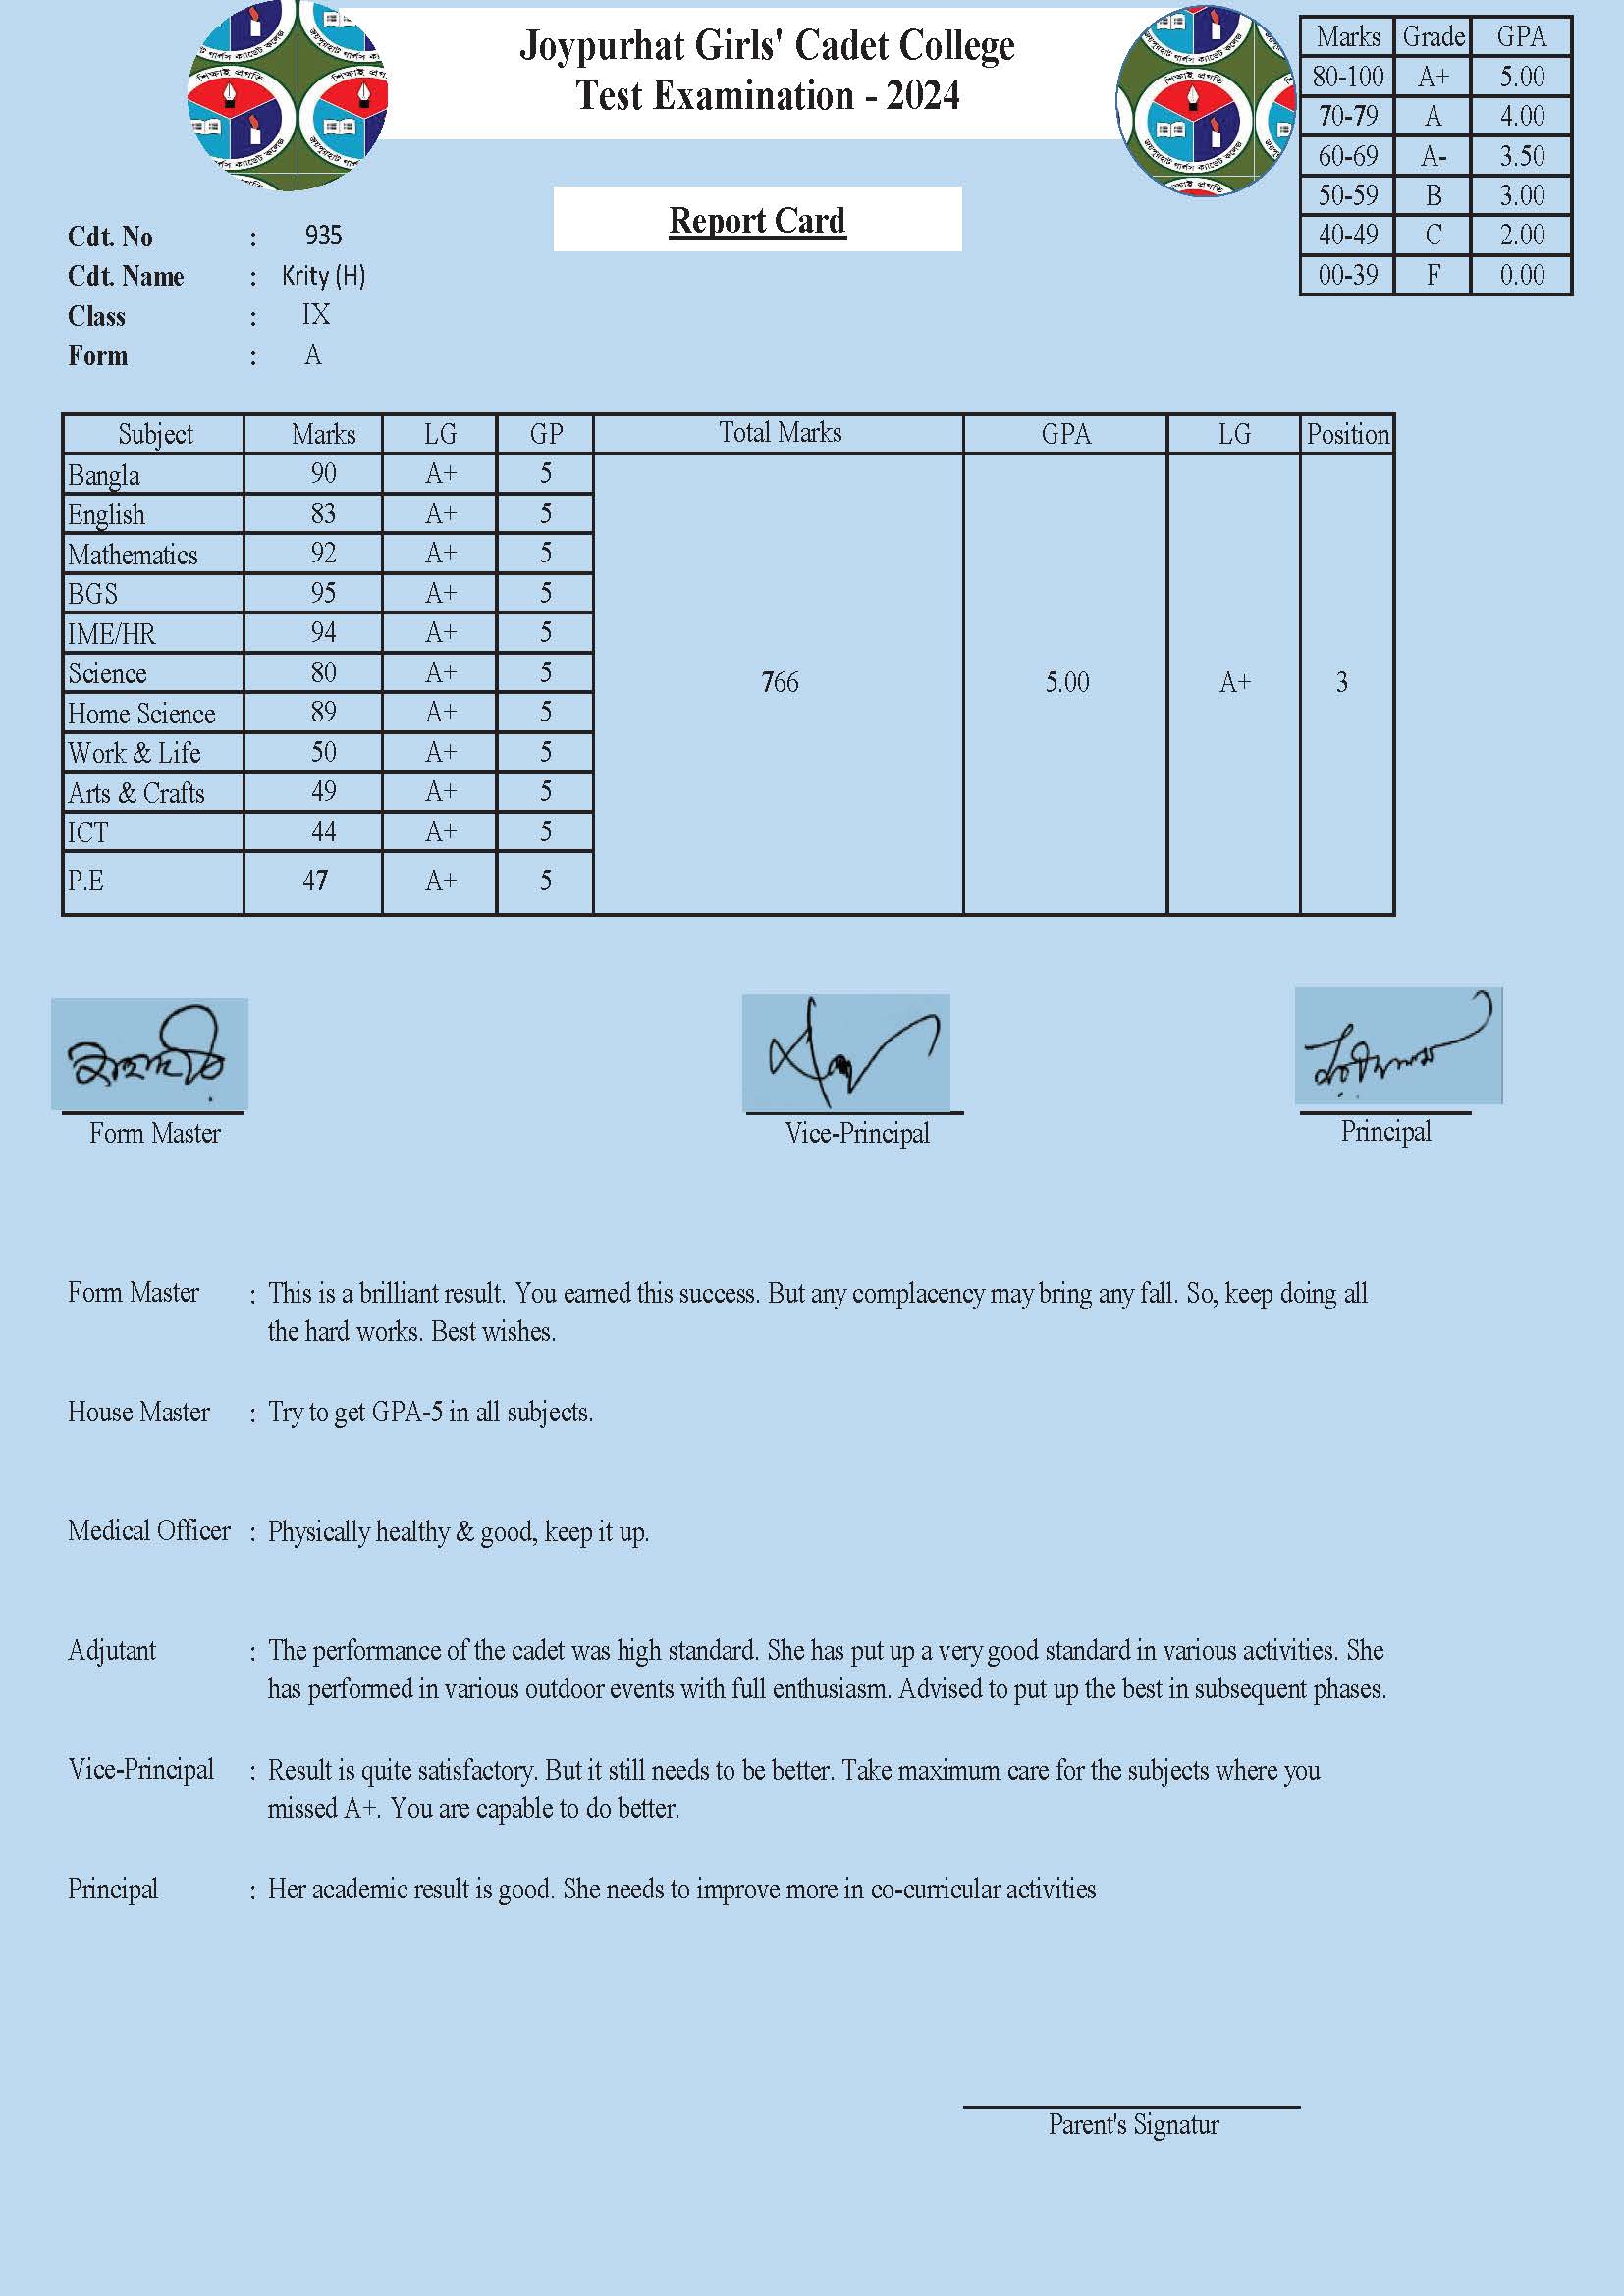 Joypurhat Girls' Cadet College
Test Examination - 2024
Report Card
Marks Grade GPA
80-100 A+ 5.00
70-79 A 4.00
60-69 A- 3.50
50-59 B 3.00
40-49 C 2.00
00-39 F 0.00
Cdt. No : 935
Cdt. Name : Krity (H)
Class : IX
Form : A
Subject Marks LG GP Total Marks GPA LG Position
Bangla 90 A+ 5
English 83 A+ 5
Mathematics 92 A+ 5
BGS 95 A+ 5
IME/HR 94 A+ 5
Science 80 A+ 5
766 5.00 A+ 3
Home Science 89 A+ 5
Work & Life 50 A+ 5
Arts & Crafts 49 A+ 5
ICT 44 A+ 5
P.E 47 A+ 5
Form Master Vice-Principal Principal
Form Master : This is a brilliant result. You earned this success. But any complacency may bring any fall. So, keep doing all
the hard works. Best wishes.
House Master : Try to get GPA-5 in all subjects.
Medical Officer : Physically healthy & good, keep it up.
Adjutant : The performance of the cadet was high standard. She has put up a very good standard in various activities. She
has performed in various outdoor events with full enthusiasm. Advised to put up the best in subsequent phases.
Vice-Principal : Result is quite satisfactory. But it still needs to be better. Take maximum care for the subjects where you
missed A+. You are capable to do better.
Principal : Her academic result is good. She needs to improve more in co-curricular activities
Parent's Signatur